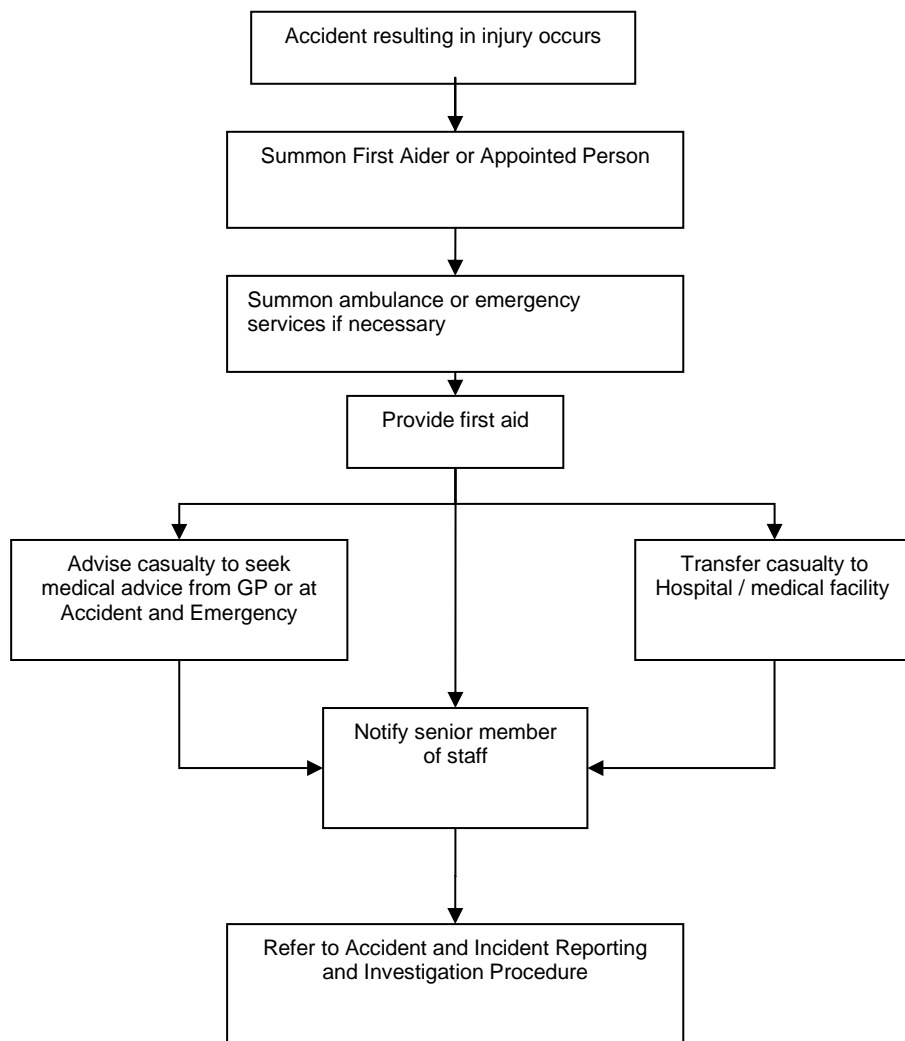 Accident resulting in injury occurs
Summon First Aider or Appointed Person
Summon ambulance or emergency
services if necessary
Provide first aid
Advise casualty to seek
medical advice from GP or at
Accident and Emergency
Transfer casualty to
Hospital / medical facility
Notify senior member
of staff
Refer to Accident and Incident Reporting
and Investigation Procedure